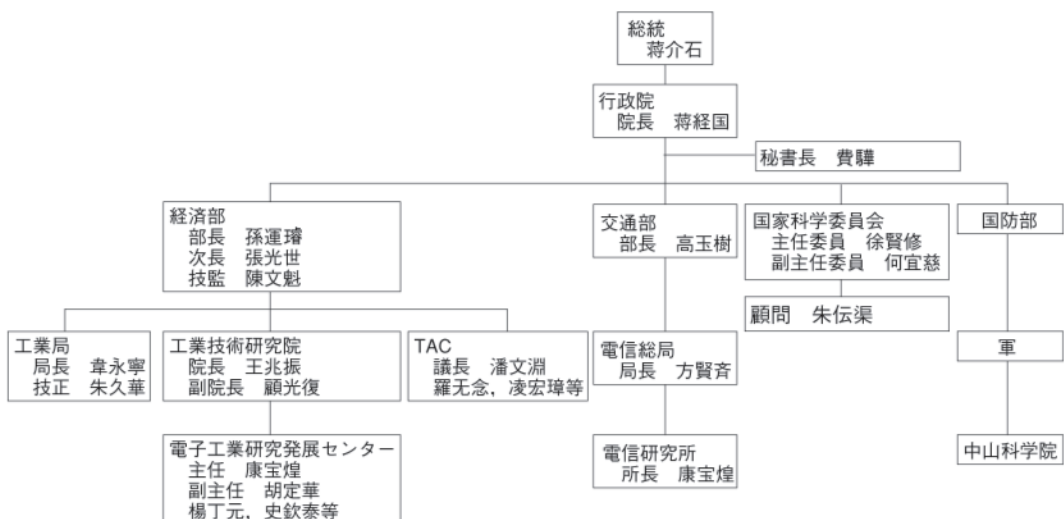 総統
蒋介石
行政院
院長　蒋経国
秘書長　費驊
経済部
部長　孫運璿
次長　張光世
技監　陳文魁
交通部
部長　高玉樹
国家科学委員会
主任委員　徐賢修
副主任委員　何宜慈
国防部
顧問　朱伝渠
工業局
局長　韋永寧
技正　朱久華
工業技術研究院
院長　王兆振
副院長　顧光復
TAC
議長　潘文淵
羅无念，凌宏璋等
電信総局
局長　方賢斉
軍
電子工業研究発展センター
主任　康宝煌
副主任　胡定華
楊丁元，史欽泰等
電信研究所
所長　康宝煌
中山科学院